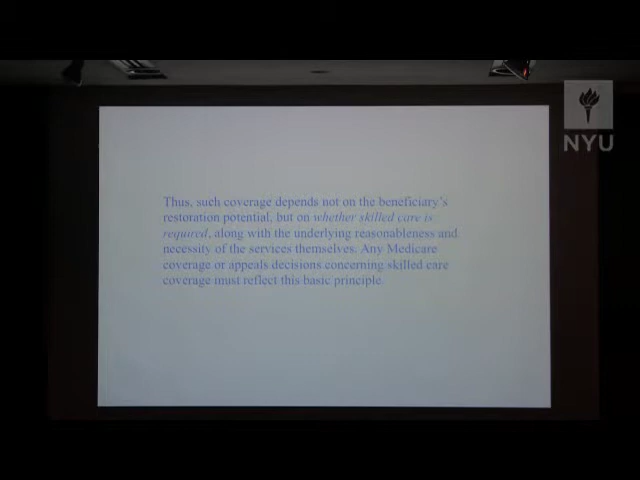 NYU
Thus, such coverage depends not on the beneficiary's
restoration potential, but on whether skilled care is
required, along with the underlying reasonableness and
necessity of the services themselves. Any Medicare
coverage or appeals decisions concerning skilled care
coverage must reflect this basic principle.